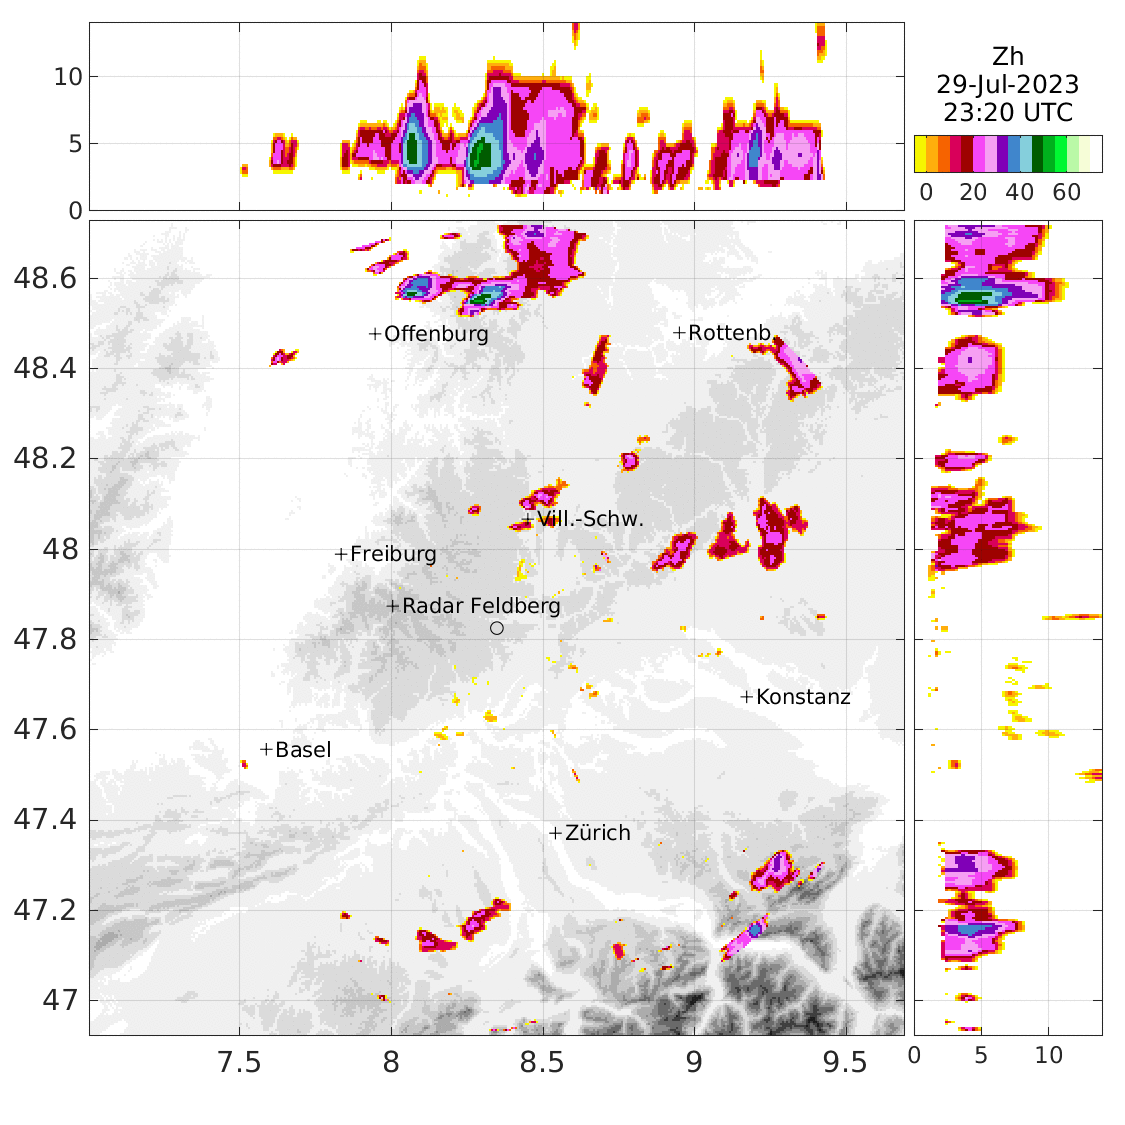 10
5
0
Zh
29-Jul-2023
23:20 UTC
0 20 40 60
48.6
48.4
48.2
48
47.8
47.6
47.4
47.2
47
+Offenburg
+Rottenb.
+Vill.-Schw.
+Freiburg
+Radar Feldberg
+Konstanz
+Basel
+Zürich
7.5 8 8.5 9 9.5
0 5 10